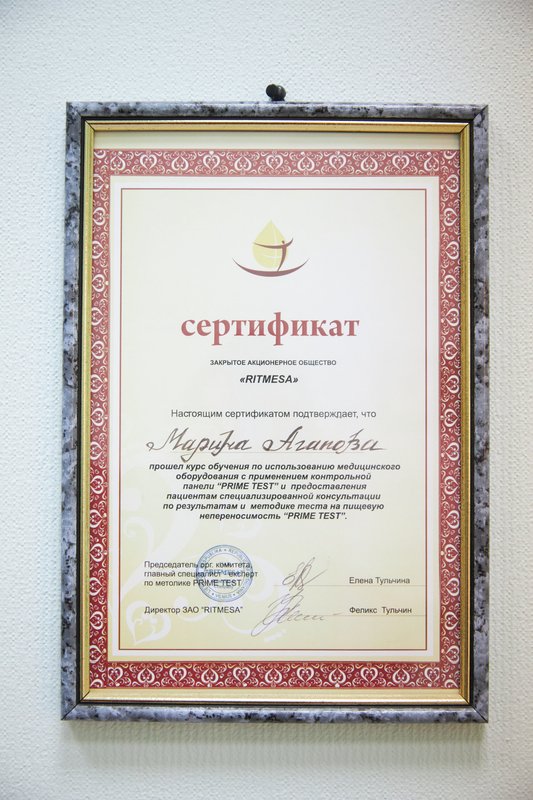 сертификат
ЗАКРЫТОЕ АКЦИОНЕРНОЕ ОБЩЕСТВО
«RITMESA»
Настоящим сертификатом подтверждает, что
Марина Агапова
прошел курс обучения по использованию медицинского
оборудования с применением контрольной
панели "PRIME TEST" и предоставления
пациентам специализированной консультации
по результатам и методике теста на пищевую
непереносимость "PRIME TEST".
Председатель орг. комитета,
главный специалист - эксперт
по метолике PRIME TEST
Елена Тульчина
Директор ЗАО "RITMESA"
Феликс Тульчин